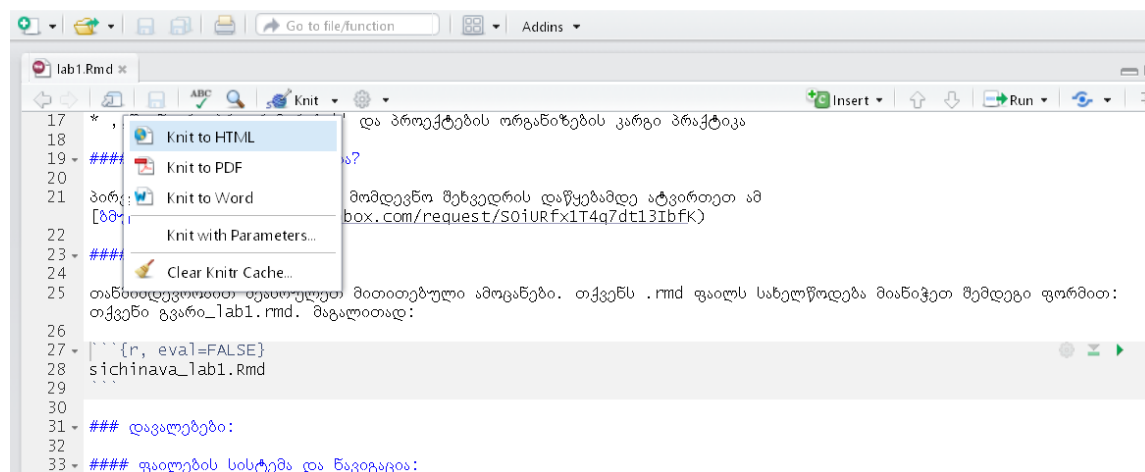 Go to file/function
Addins
lab1.Rmd
ABC
Knit
Insert
Run
17 * , და პროექტების ორგანიზების კარგი პრაქტიკა
Knit to HTML
18
19 ####
Knit to PDF
20
21 მომდევნო შეხვედრის დაწყებამდე ატვირთეთ ამ
Knit to Word
box.com/request/S0iURfx1T4q7dt13IbfK)
22
Knit with Parameters...
23 ####
24
Clear Knitr Cache...
25 თანმიმდევრობით შეასრულეთ მითითებული ამოცანები. თქვენს .rmd ფაილს სახელწოდება მიანიჭეთ შემდეგი ფორმით:
თქვენი გვარი_lab1.rmd. მაგალითად:
26
27 ```{r, eval=FALSE}
28 sichinava_lab1.Rmd
29 ```
30
31 ### დავალებები:
32
33 #### ფაილების სისტემა და ნავიგაცია: